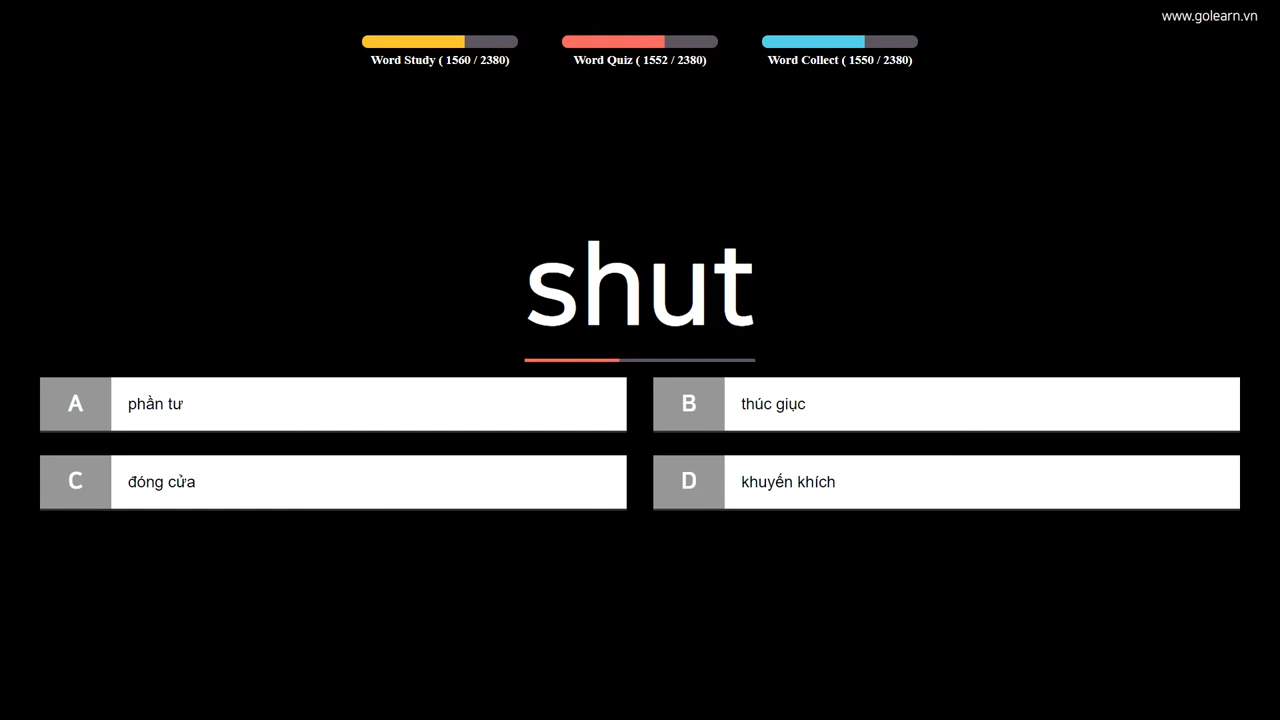 www.golearn.vn
Word Study ( 1560 / 2380)
Word Quiz ( 1552 / 2380)
Word Collect ( 1550 / 2380)
shut
A phần tư
B thúc giục
C đóng cửa
D khuyến khích